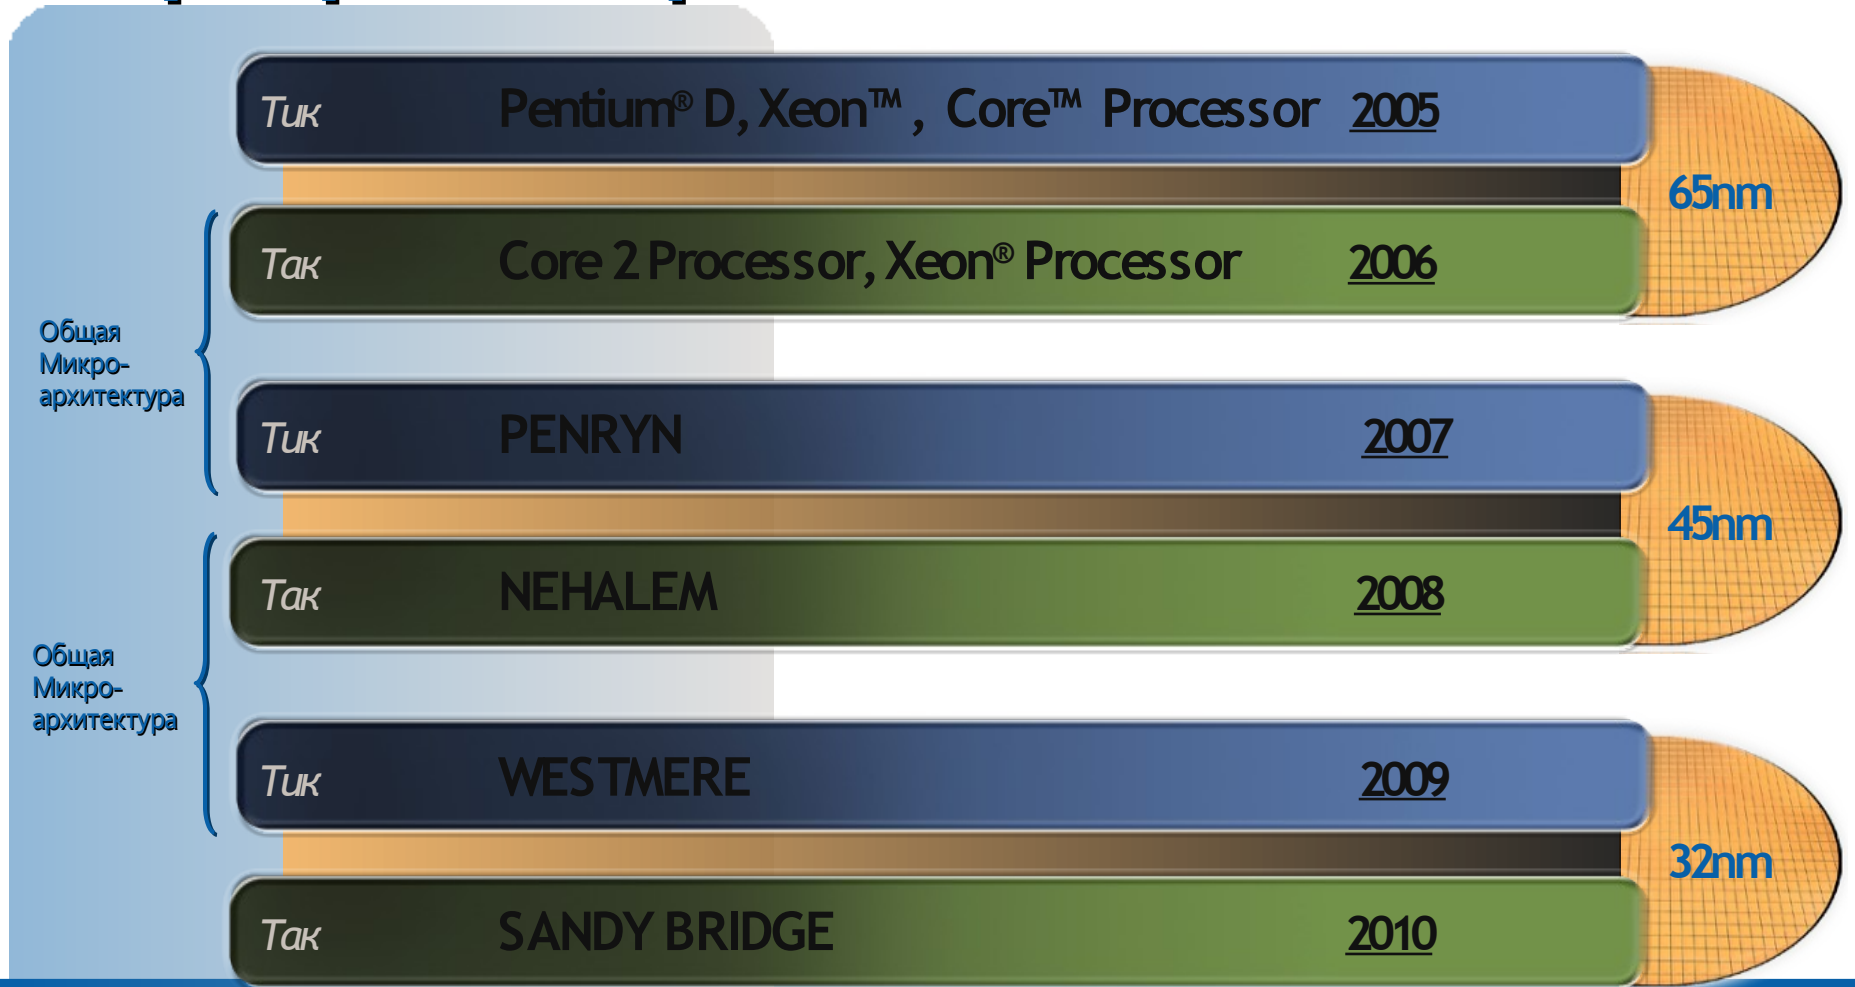 Тик Pentium® D, Xeon™ , Core™ Processor 2005
65nm
Так Core 2 Processor, Xeon® Processor 2006
Общая
Микро-
архитектура
Тик PENRYN 2007
45nm
Так NEHALEM 2008
Общая
Микро-
архитектура
Тик WESTMERE 2009
32nm
Так SANDY BRIDGE 2010